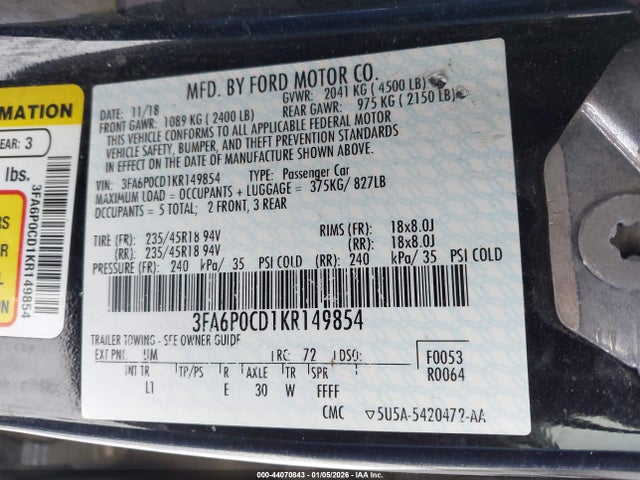 RMATION
EAR: 3
lbs.
3FA6P0CD1KR149854
MFD. BY FORD MOTOR CO.
DATE: 11/18 GVWR: 2041 KG ( 4500 LB)
FRONT GAWR: 1089 KG ( 2400 LB) REAR GAWR: 975 KG ( 2150 LB)
THIS VEHICLE CONFORMS TO ALL APPLICABLE FEDERAL MOTOR
VEHICLE SAFETY, BUMPER, AND THEFT PREVENTION STANDARDS
IN EFFECT ON THE DATE OF MANUFACTURE SHOWN ABOVE.
VIN: 3FA6P0CD1KR149854 TYPE: Passenger Car
MAXIMUM LOAD = OCCUPANTS + LUGGAGE = 375KG/ 827LB
OCCUPANTS = 5 TOTAL; 2 FRONT, 3 REAR
TIRE (FR): 235/45R18 94V RIMS (FR): 18x8.0J
(RR): 235/45R18 94V (RR): 18x8.0J
PRESSURE (FR): 240 kPa/ 35 PSI COLD (RR): 240 kPa/ 35 PSI COLD
3FA6P0CD1KR149854
TRAILER TOWING - SEE OWNER GUIDE
EXT PNT: UM RC: 72 DSO: F0053
INT TR TP/PS R AXLE TR SPR R0064
L1 E 30 W FFFF
CMC ▽5U5A-5420472-AA
RS
OR
ER
000-44070843 - 01/05/2026 - IAAI.com